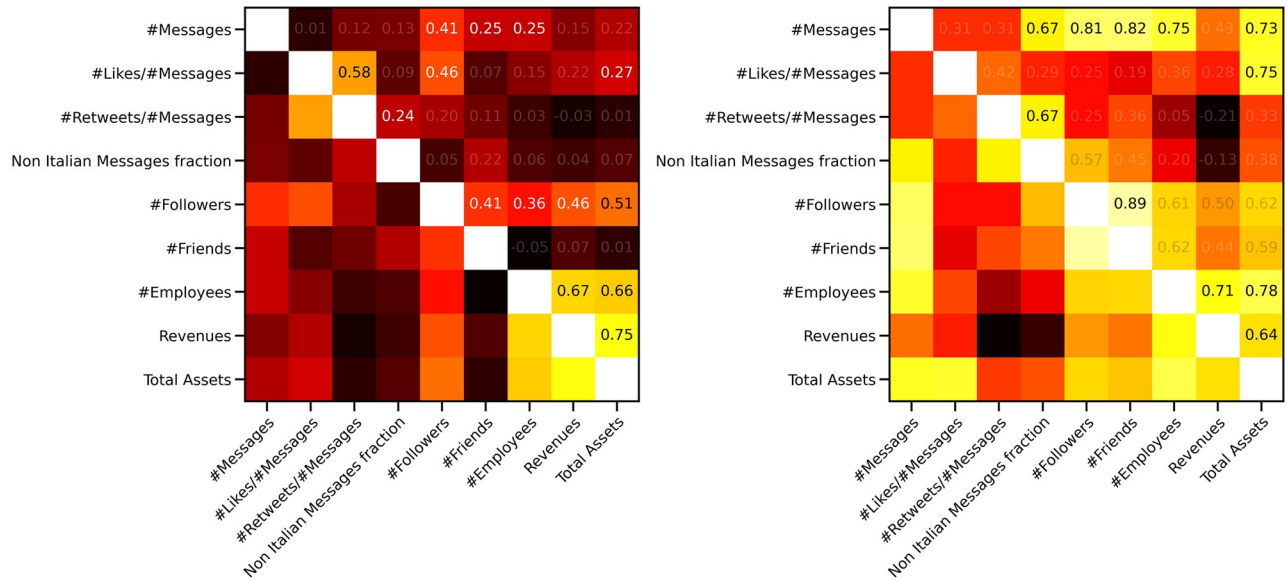 #Messages 0.01 0.12 0.13 0.41 0.25 0.25 0.15 0.22
#Likes/#Messages 0.58 0.09 0.46 0.07 0.15 0.22 0.27
#Retweets/#Messages 0.24 0.20 0.11 0.03 -0.03 0.01
Non Italian Messages fraction 0.05 0.22 0.06 0.04 0.07
#Followers 0.41 0.36 0.46 0.51
#Friends -0.05 0.07 0.01
#Employees 0.67 0.66
Revenues 0.75
Total Assets
#Messages
#Likes/#Messages
#Retweets/#Messages
Non Italian Messages fraction
#Followers
#Friends
#Employees
Revenues
Total Assets
#Messages 0.31 0.31 0.67 0.81 0.82 0.75 0.43 0.73
#Likes/#Messages 0.42 0.29 0.25 0.19 0.36 0.28 0.75
#Retweets/#Messages 0.67 0.25 0.36 0.05 -0.21 0.33
Non Italian Messages fraction 0.57 0.45 0.20 -0.13 0.38
#Followers 0.89 0.61 0.50 0.62
#Friends 0.62 0.44 0.59
#Employees 0.71 0.78
Revenues 0.64
Total Assets
#Messages
#Likes/#Messages
#Retweets/#Messages
Non Italian Messages fraction
#Followers
#Friends
#Employees
Revenues
Total Assets